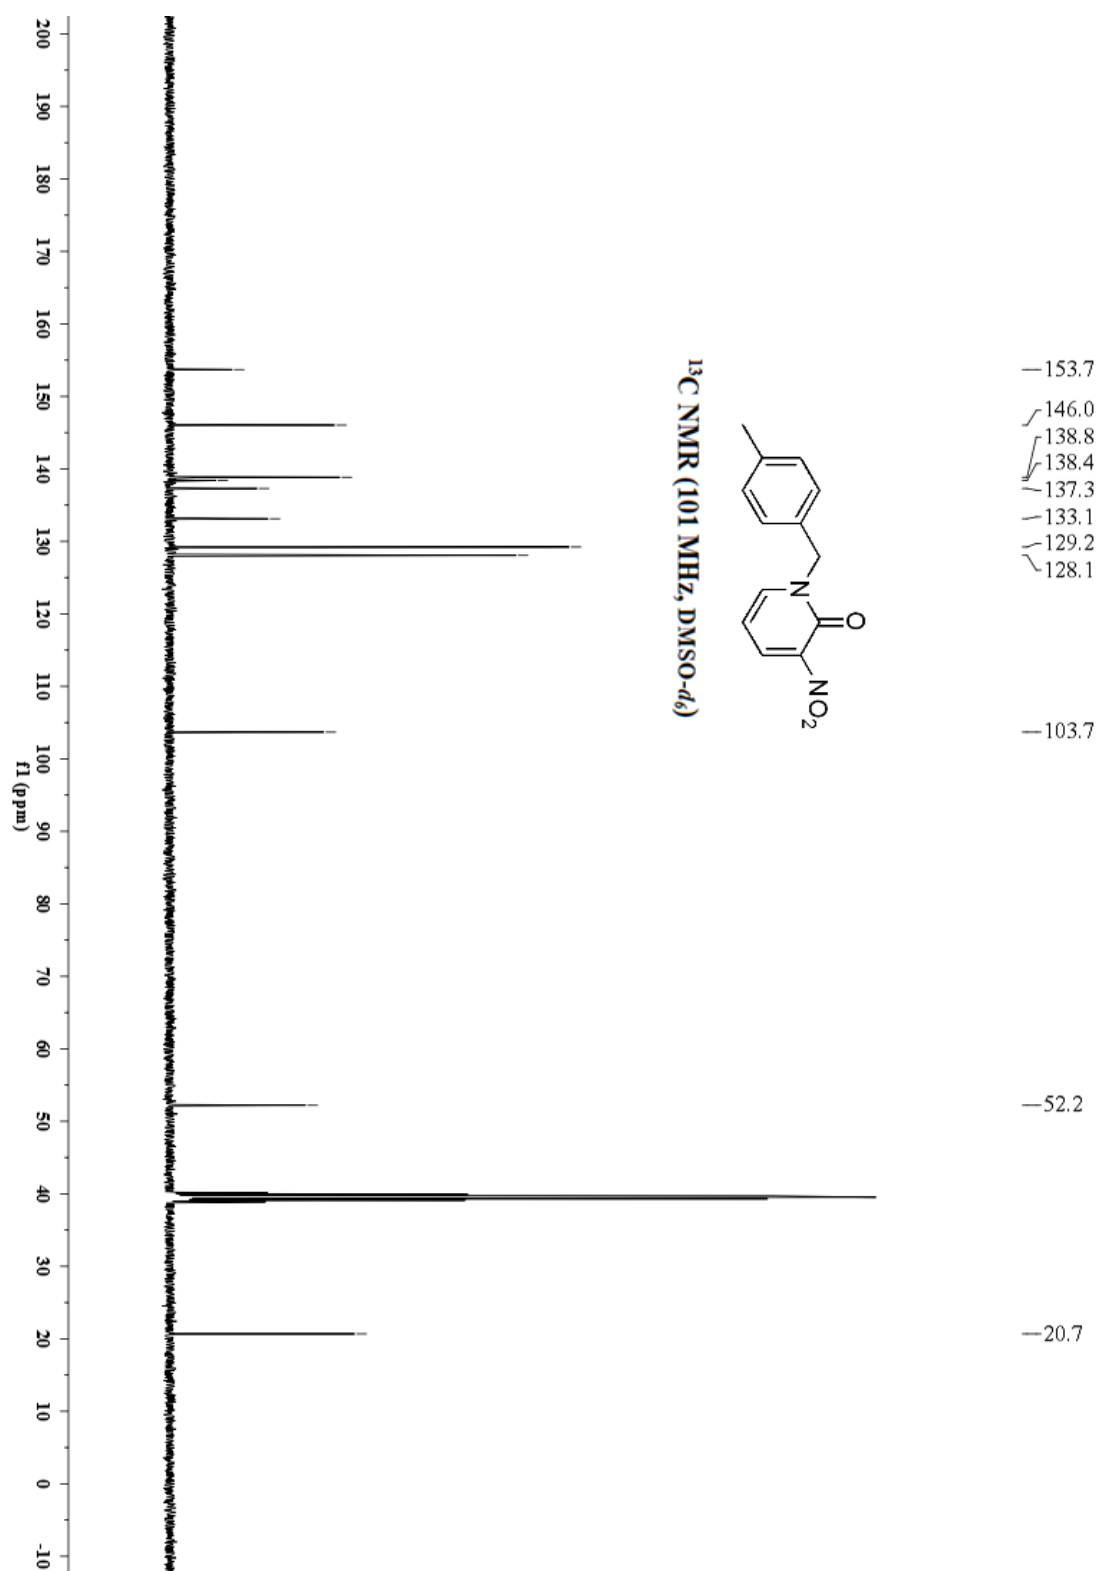 153.7
146.0
138.8
138.4
137.3
133.1
129.2
128.1
103.7
52.2
20.7
O
N
NO2
¹³C NMR (101 MHz, DMSO-d₆)
200 190 180 170 160 150 140 130 120 110 100 90 80 70 60 50 40 30 20 10 0 -10
f1 (ppm)